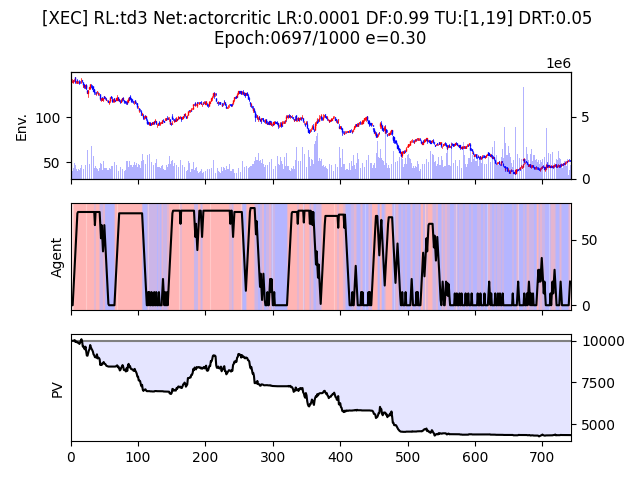 [XEC] RL:td3 Net:actorcritic LR:0.0001 DF:0.99 TU:[1,19] DRT:0.05
Epoch:0697/1000 e=0.30
1e6
Env.
100
50
5
0
Agent
50
0
PV
10000
7500
5000
0 100 200 300 400 500 600 700